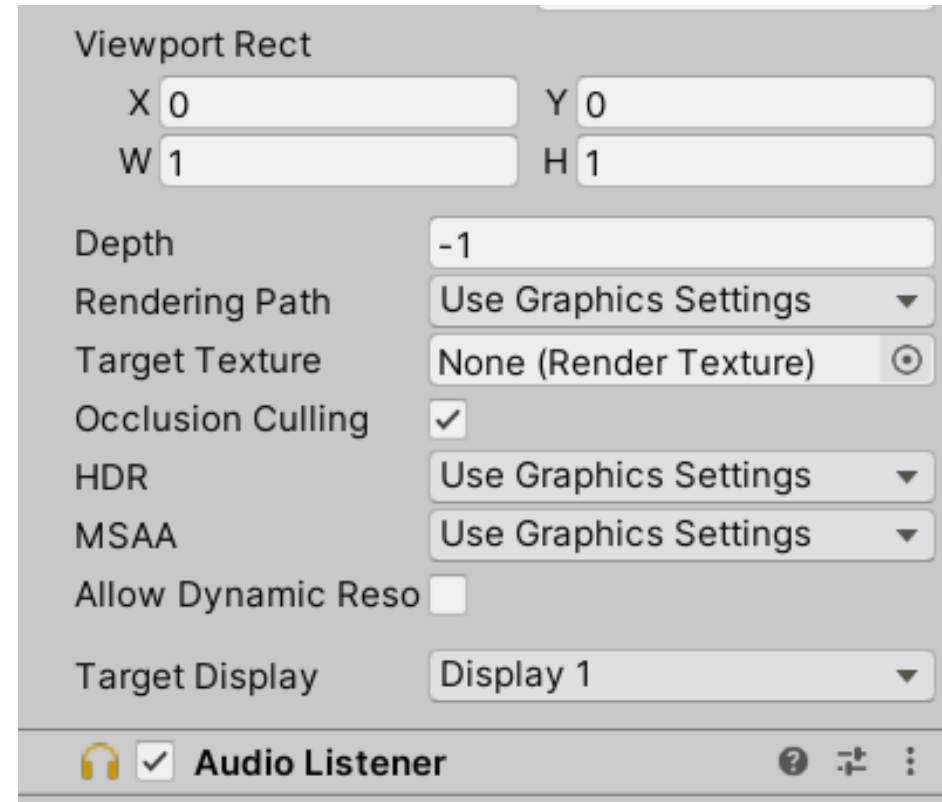 Viewport Rect
X 0 Y 0
W 1 H 1
Depth -1
Rendering Path Use Graphics Settings
Target Texture None (Render Texture)
Occlusion Culling
HDR Use Graphics Settings
MSAA Use Graphics Settings
Allow Dynamic Reso
Target Display Display 1
Audio Listener